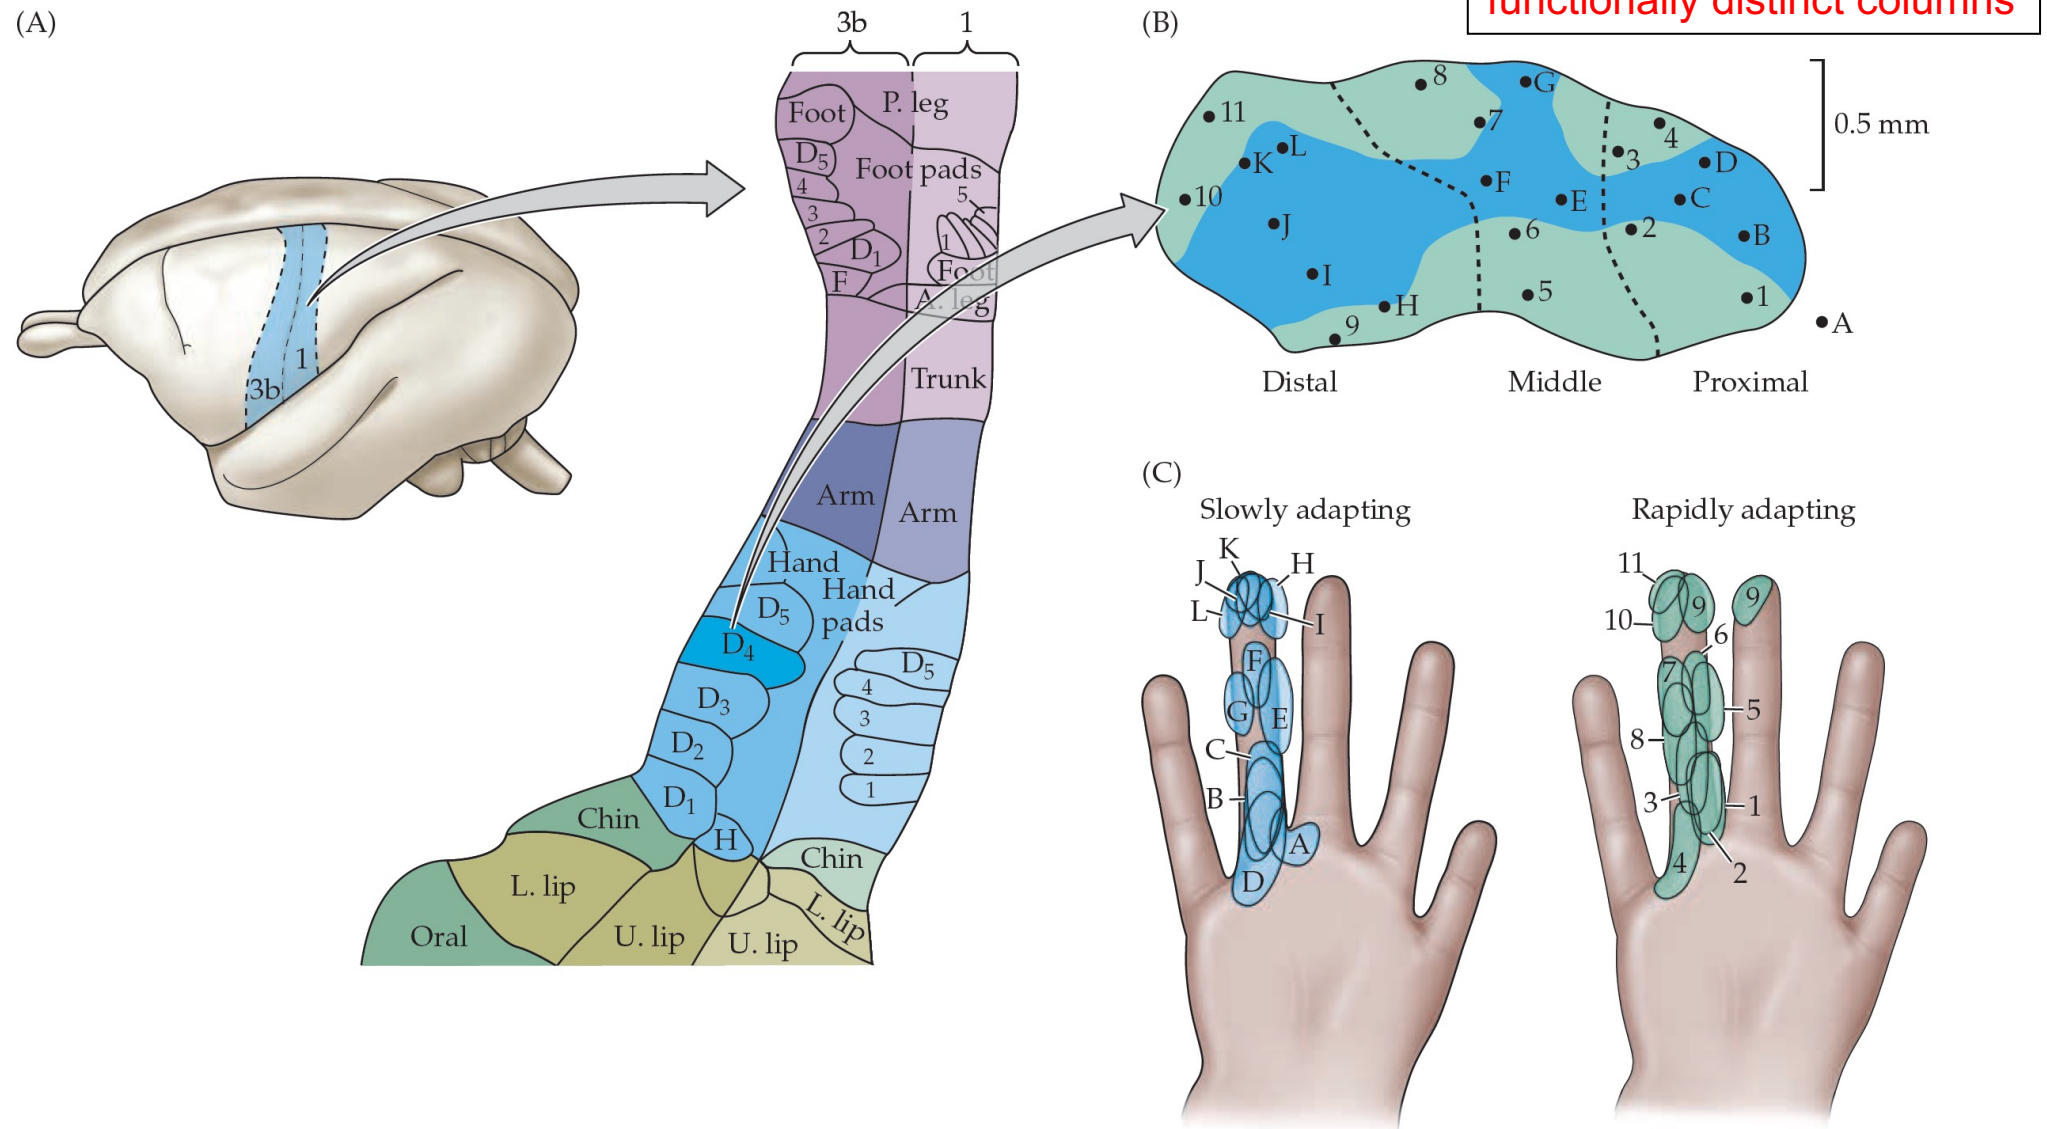 functionally distinct columns
(A)
3b
1
Foot
P. leg
D5
Foot pads
4
5
3
2
D1
1
F
Foot
A. leg
1
3b
Trunk
Arm
Arm
Hand
Hand
pads
D5
D4
D5
4
D3
3
D2
2
D1
1
Chin
H
Chin
L. lip
L. lip
Oral
U. lip
U. lip
(B)
8
G
11
7
4
0.5 mm
L
K
3
D
F
10
E
C
J
6
2
B
I
5
1
H
9
A
Distal
Middle
Proximal
(C)
Slowly adapting
Rapidly adapting
K
H
J
L
I
F
G
E
C
B
A
D
11
9
9
10
6
7
5
8
3
1
4
2